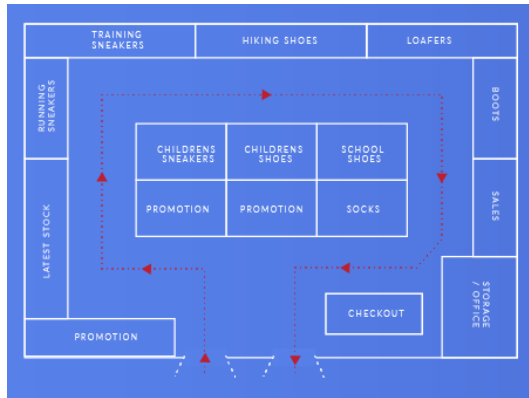 TRAINING
SNEAKERS
HIKING SHOES
LOAFERS
RUNNING
SNEAKERS
BOOTS
CHILDRENS
SNEAKERS
CHILDRENS
SHOES
SCHOOL
SHOES
PROMOTION
PROMOTION
SOCKS
LATEST STOCK
SALES
STORAGE
/ OFFICE
CHECKOUT
PROMOTION